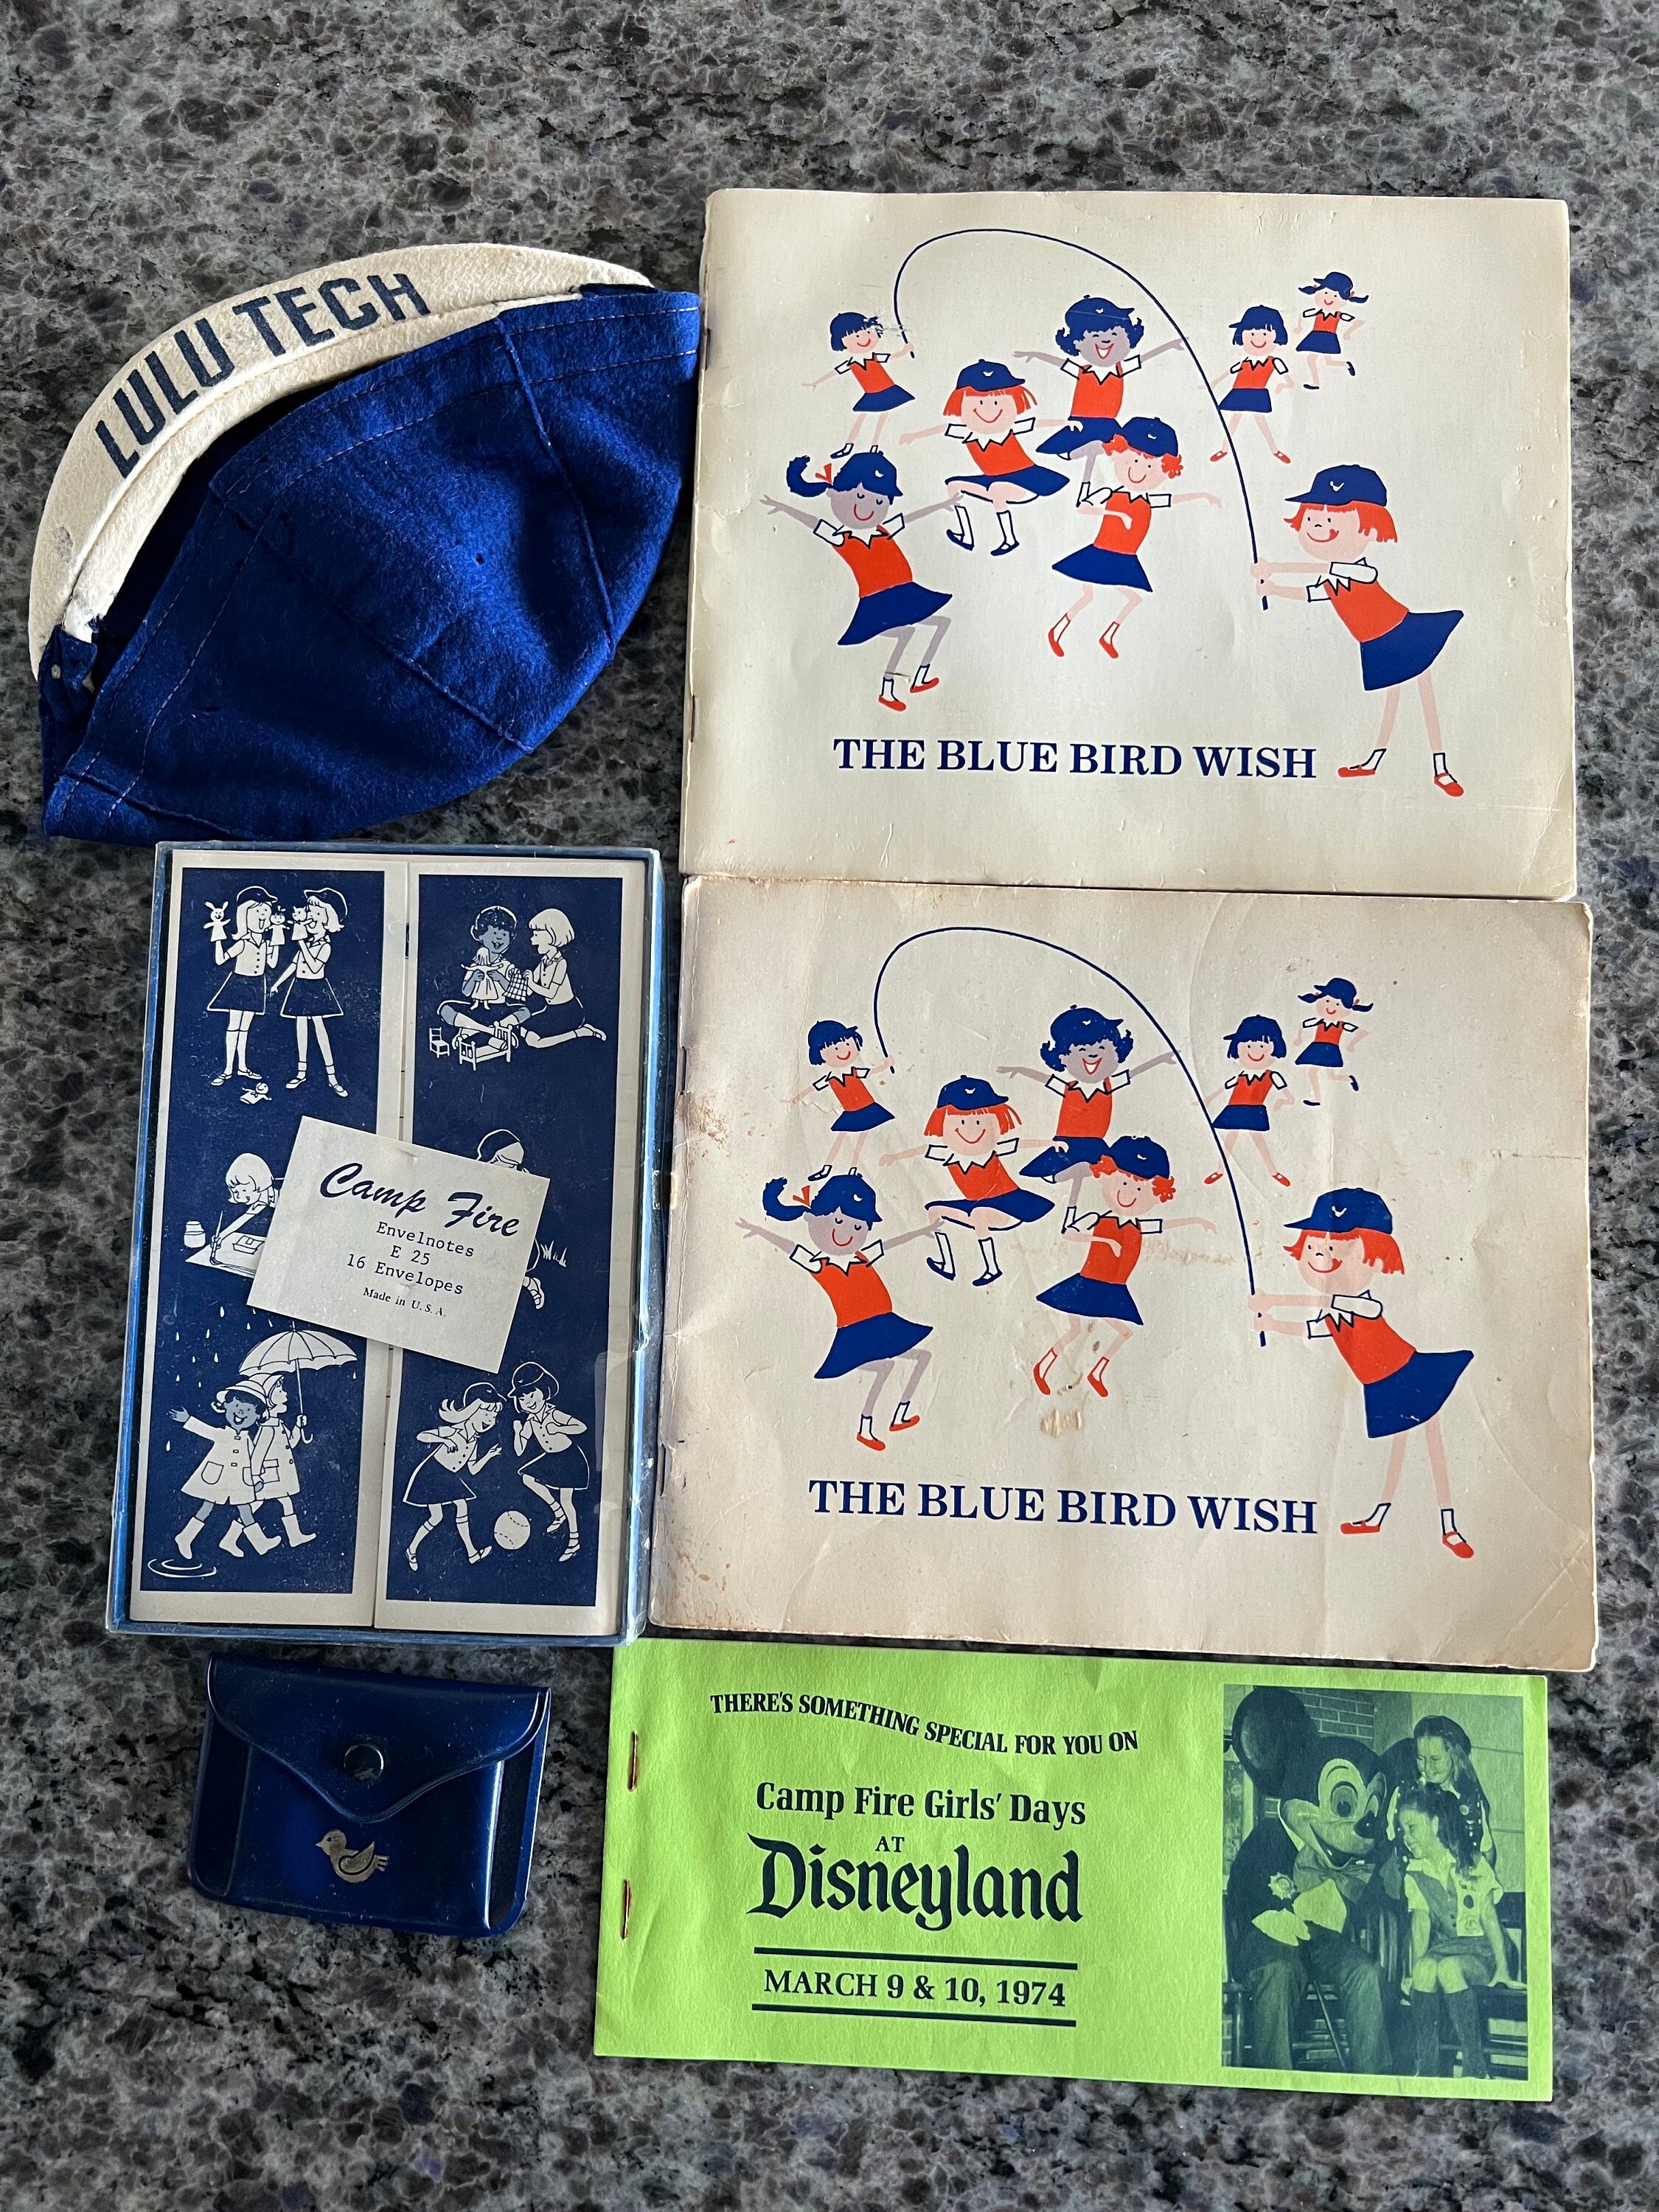 LULU TECH
THE BLUE BIRD WISH
Camp Fire
Envelnotes
E 25
16 Envelopes
Made in U.S.A.
THE BLUE BIRD WISH
THERE'S SOMETHING SPECIAL FOR YOU ON
Camp Fire Girls' Days
AT
Disneyland
MARCH 9 & 10, 1974